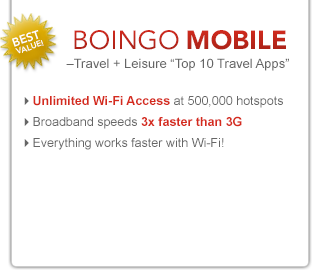 BEST
VALUE!
BOINGO MOBILE
–Travel + Leisure “Top 10 Travel Apps”
Unlimited Wi-Fi Access at 500,000 hotspots
Broadband speeds 3x faster than 3G
Everything works faster with Wi-Fi!